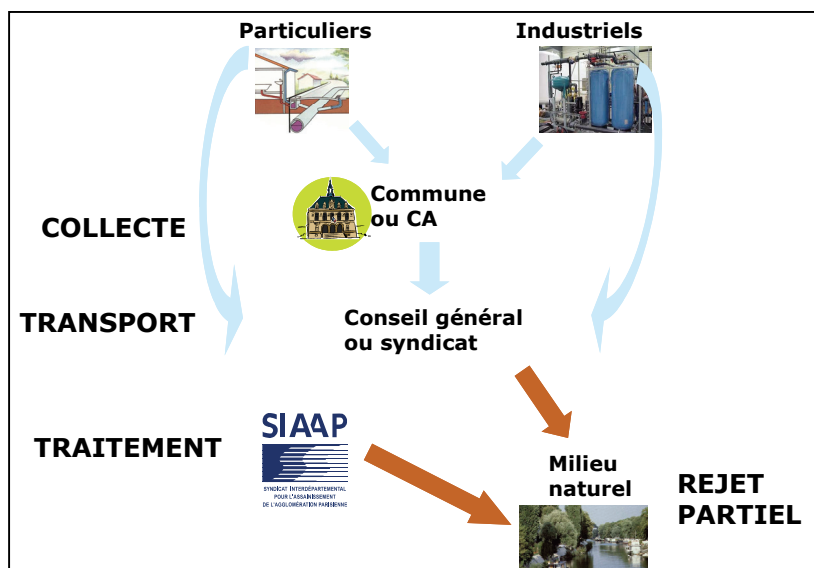 Particuliers
Industriels
Commune
ou CA
COLLECTE
TRANSPORT
Conseil général
ou syndicat
TRAITEMENT
SIAAP
SYNDICAT INTERDÉPARTEMENTAL
POUR L'ASSAINISSEMENT
DE L'AGGLOMÉRATION PARISIENNE
Milieu
naturel
REJET
PARTIEL